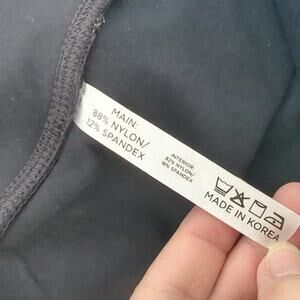 MAIN:
88% NYLON/
12% SPANDEX
INTERIOR:
82% NYLON/
18% SPANDEX
MADE IN KOREA